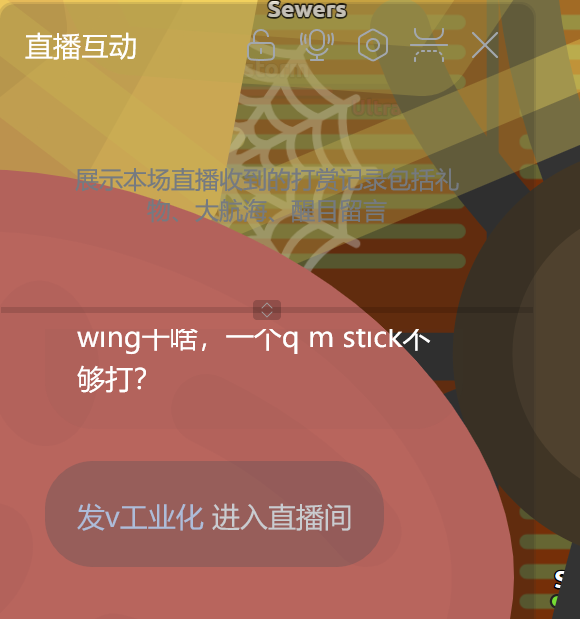 Sewers
直播互动
展示本场直播收到的打赏记录包括礼
物、大航海、醒目留言
wing干啥，一个q m stick不
够打?
发v工业化 进入直播间
S